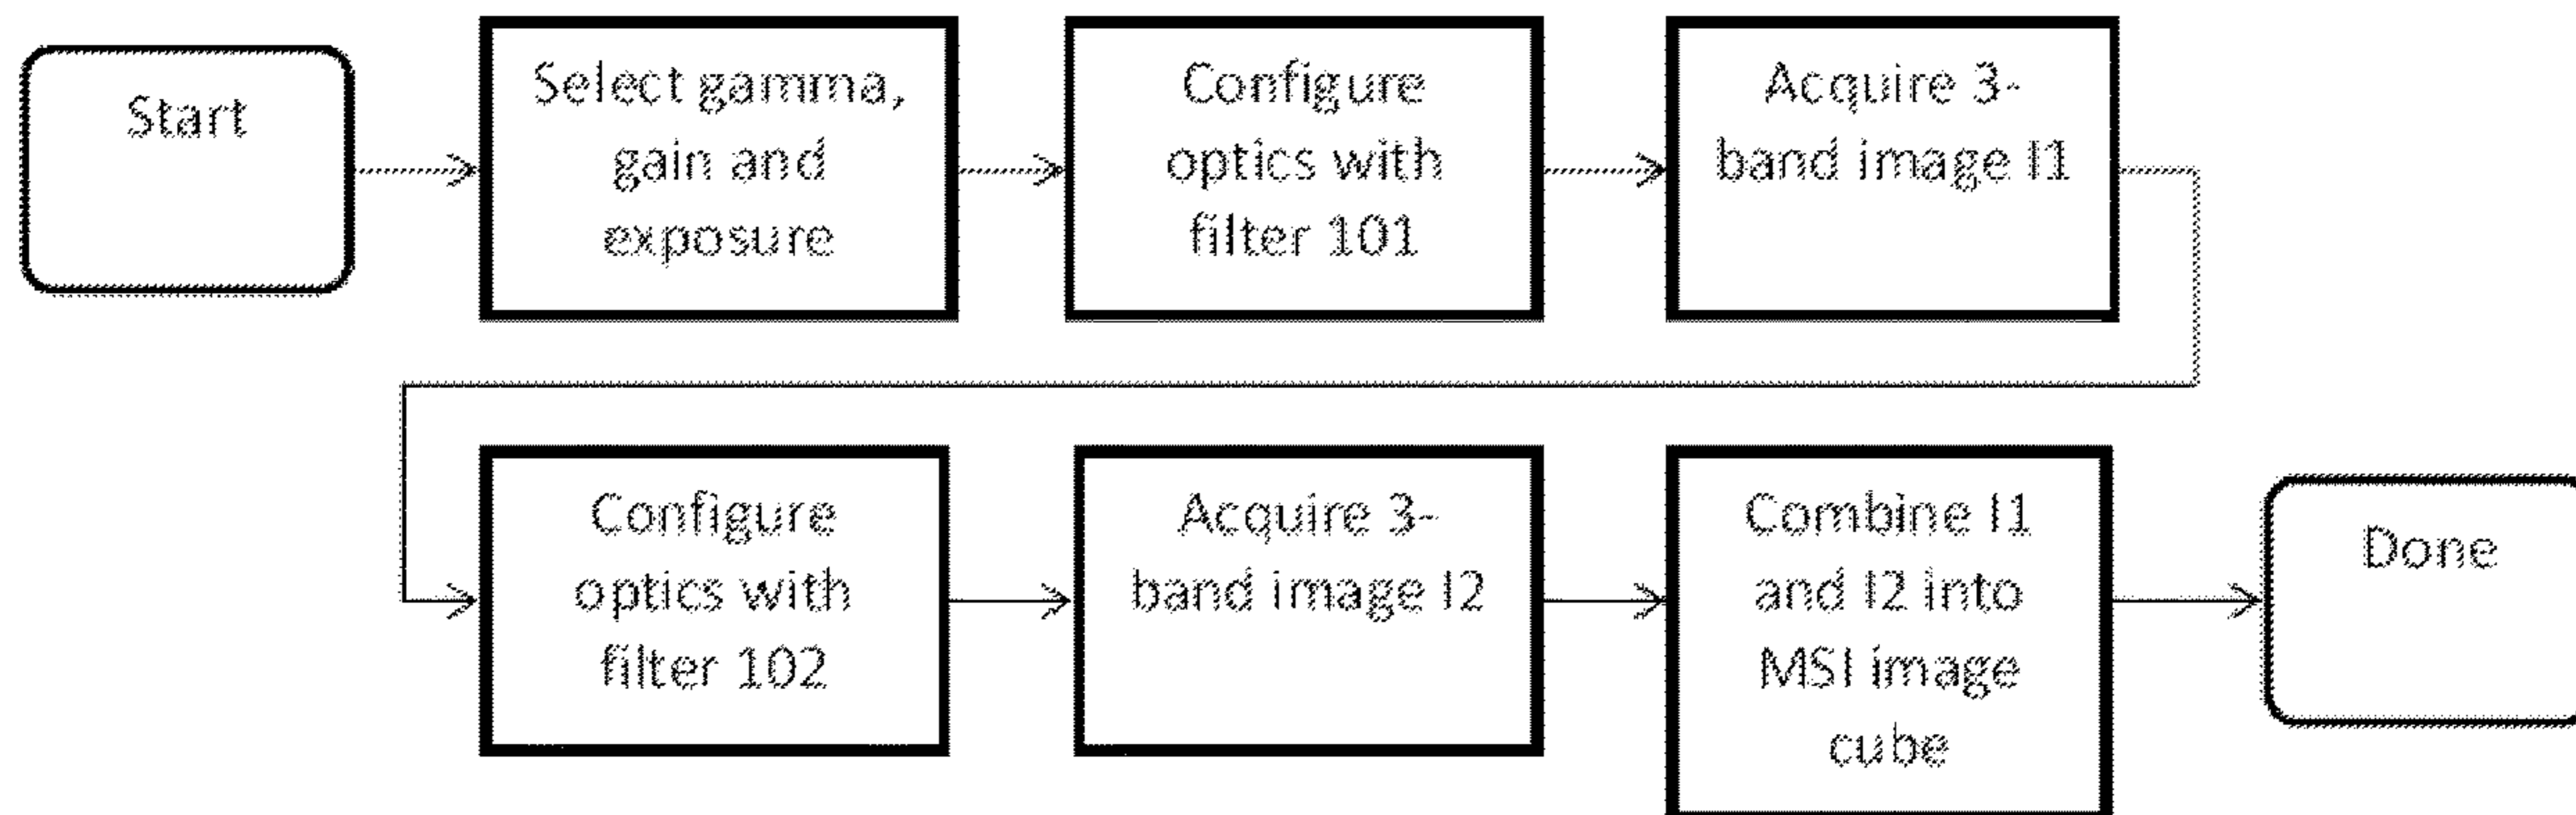 Start
Select gamma,
gain and
exposure
Configure
optics with
filter 101
Acquire 3-
band image I1
Configure
optics with
filter 102
Acquire 3-
band image I2
Combine I1
and I2 into
MSI image
cube
Done